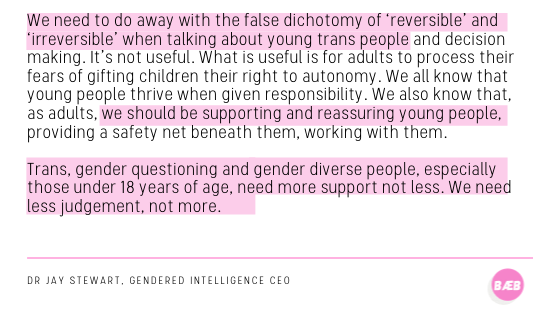 We need to do away with the false dichotomy of ‘reversible’ and
‘irreversible’ when talking about young trans people and decision
making. It’s not useful. What is useful is for adults to process their
fears of gifting children their right to autonomy. We all know that
young people thrive when given responsibility. We also know that,
as adults, we should be supporting and reassuring young people,
providing a safety net beneath them, working with them.
Trans, gender questioning and gender diverse people, especially
those under 18 years of age, need more support not less. We need
less judgement, not more.
DR JAY STEWART, GENDERED INTELLIGENCE CEO
BÆB